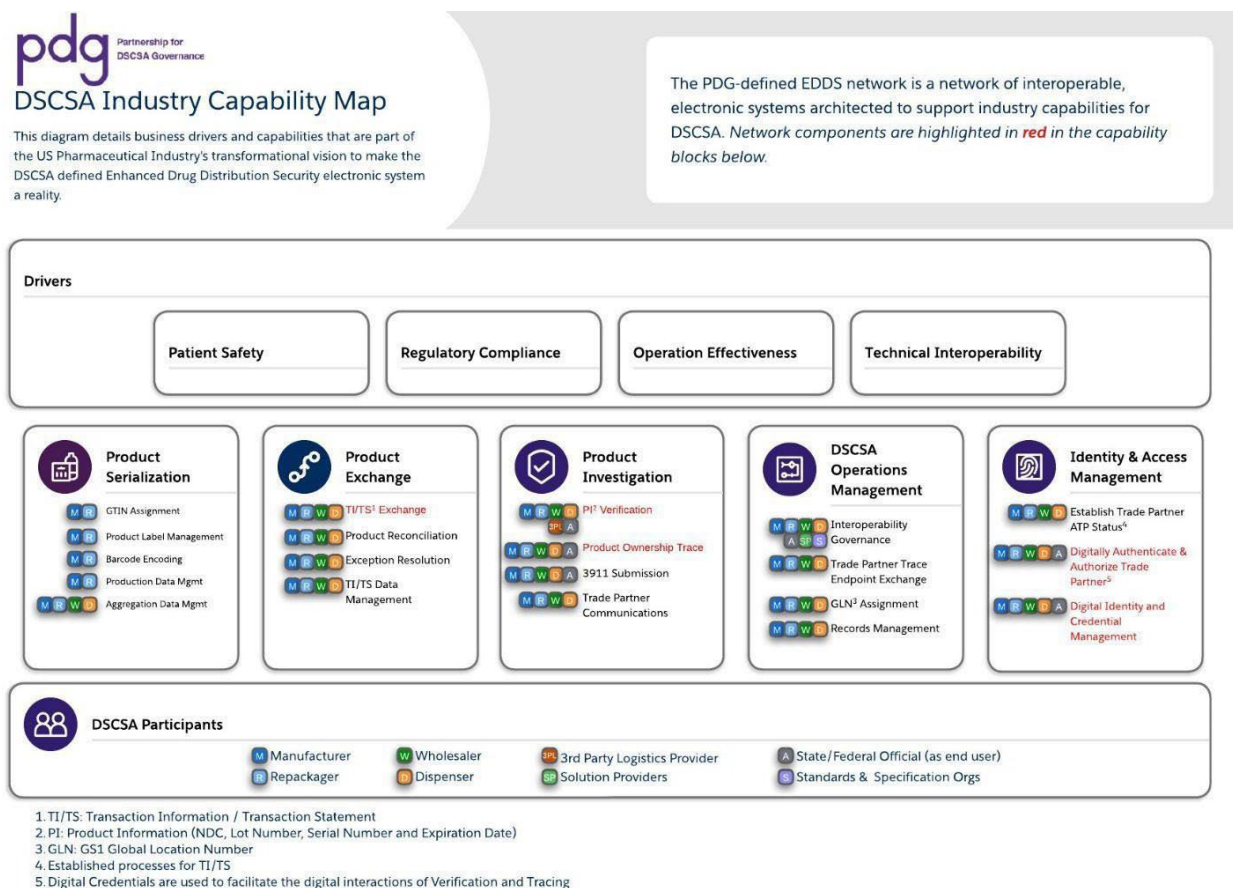 pdg
Partnership for
DSCSA Governance
DSCSA Industry Capability Map
This diagram details business drivers and capabilities that are part of
the US Pharmaceutical Industry's transformational vision to make the
DSCSA defined Enhanced Drug Distribution Security electronic system
a reality.
The PDG-defined EDDS network is a network of interoperable,
electronic systems architected to support industry capabilities for
DSCSA. Network components are highlighted in red in the capability
blocks below.
Drivers
Patient Safety
Regulatory Compliance
Operation Effectiveness
Technical Interoperability
Product
Serialization
M R GTIN Assignment
M R Product Label Management
M R Barcode Encoding
M R Production Data Mgmt
M R W D Aggregation Data Mgmt
Product
Exchange
M R W D TI/TS¹ Exchange
M R W D Product Reconciliation
M R W D Exception Resolution
M R W D TI/TS Data
Management
Product
Investigation
M R W D PI² Verification
3PL A
M R W D A Product Ownership Trace
M R W D A 3911 Submission
M R W D Trade Partner
Communications
DSCSA
Operations
Management
M R W D Interoperability
A SP S Governance
M R W D Trade Partner Trace
Endpoint Exchange
M R W D GLN³ Assignment
M R W D Records Management
Identity & Access
Management
M R W D Establish Trade Partner
ATP Status⁴
M R W D A Digitally Authenticate &
Authorize Trade
Partner⁵
M R W D A Digital Identity and
Credential
Management
DSCSA Participants
M Manufacturer
W Wholesaler
3PL 3rd Party Logistics Provider
A State/Federal Official (as end user)
R Repackager
D Dispenser
SP Solution Providers
S Standards & Specification Orgs
1. TI/TS: Transaction Information / Transaction Statement
2. PI: Product Information (NDC, Lot Number, Serial Number and Expiration Date)
3. GLN: GS1 Global Location Number
4. Established processes for TI/TS
5. Digital Credentials are used to facilitate the digital interactions of Verification and Tracing